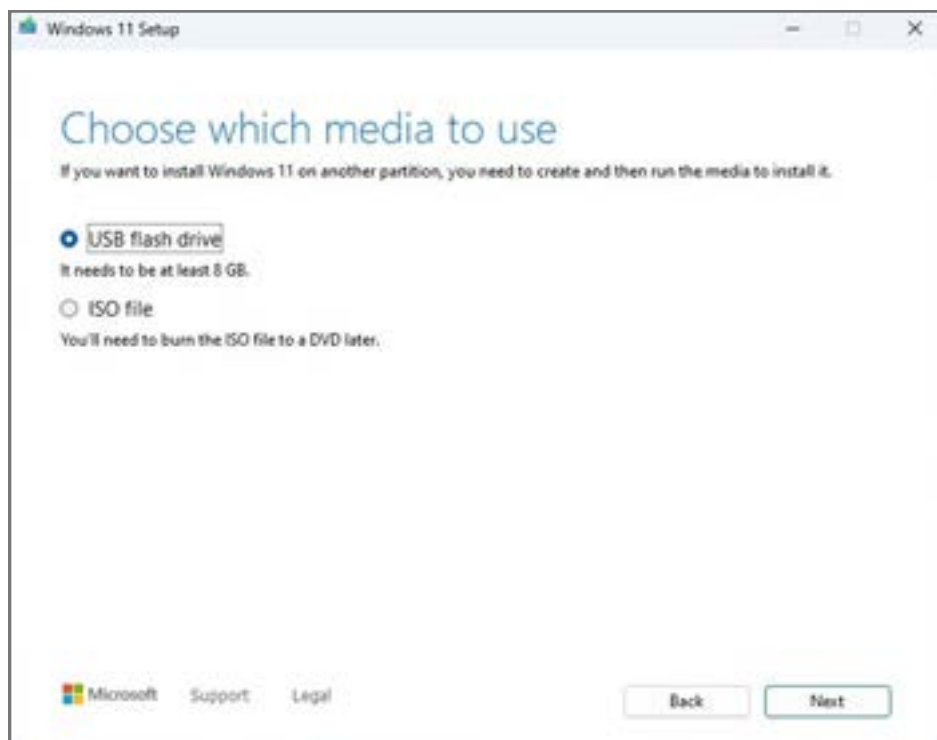 Windows 11 Setup
Choose which media to use
If you want to install Windows 11 on another partition, you need to create and then run the media to install it.
USB flash drive
It needs to be at least 8 GB.
ISO file
You'll need to burn the ISO file to a DVD later.
Microsoft Support Legal Back Next